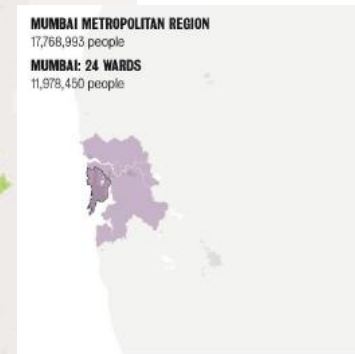 MUMBAI METROPOLITAN REGION
17,768,993 people
MUMBAI: 24 WARDS
11,978,450 people